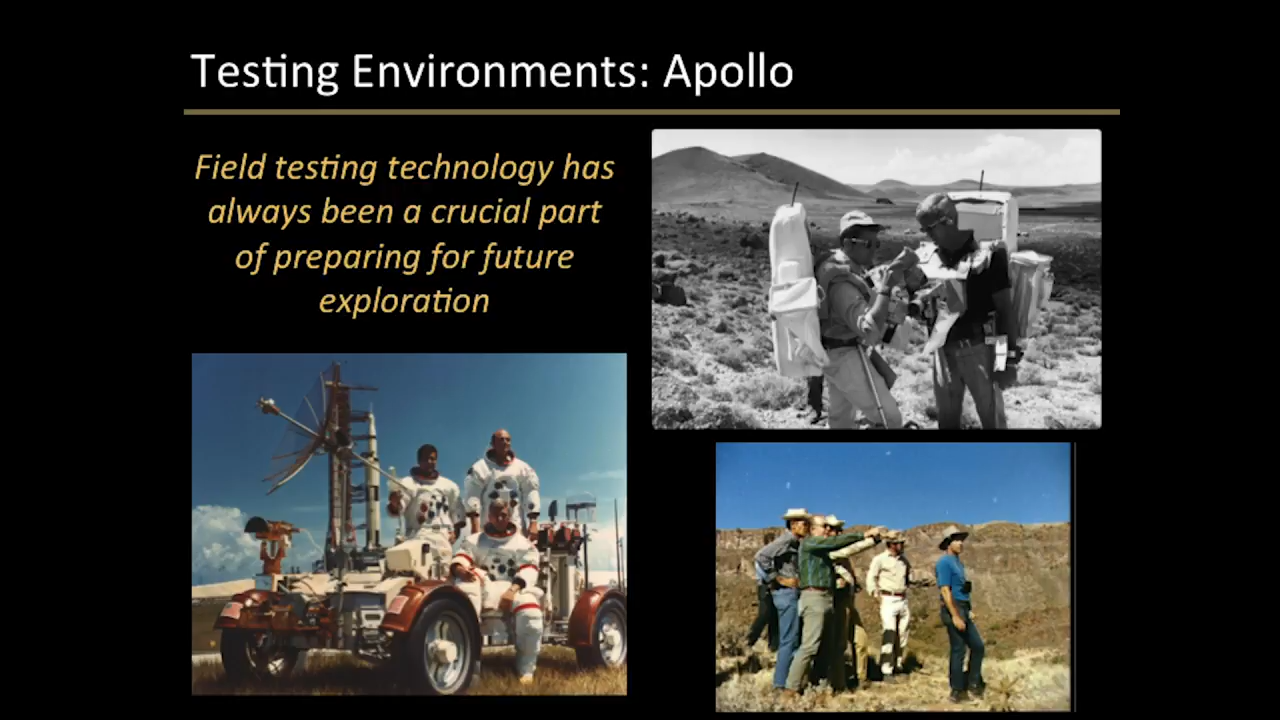 Testing Environments: Apollo
Field testing technology has
always been a crucial part
of preparing for future
exploration